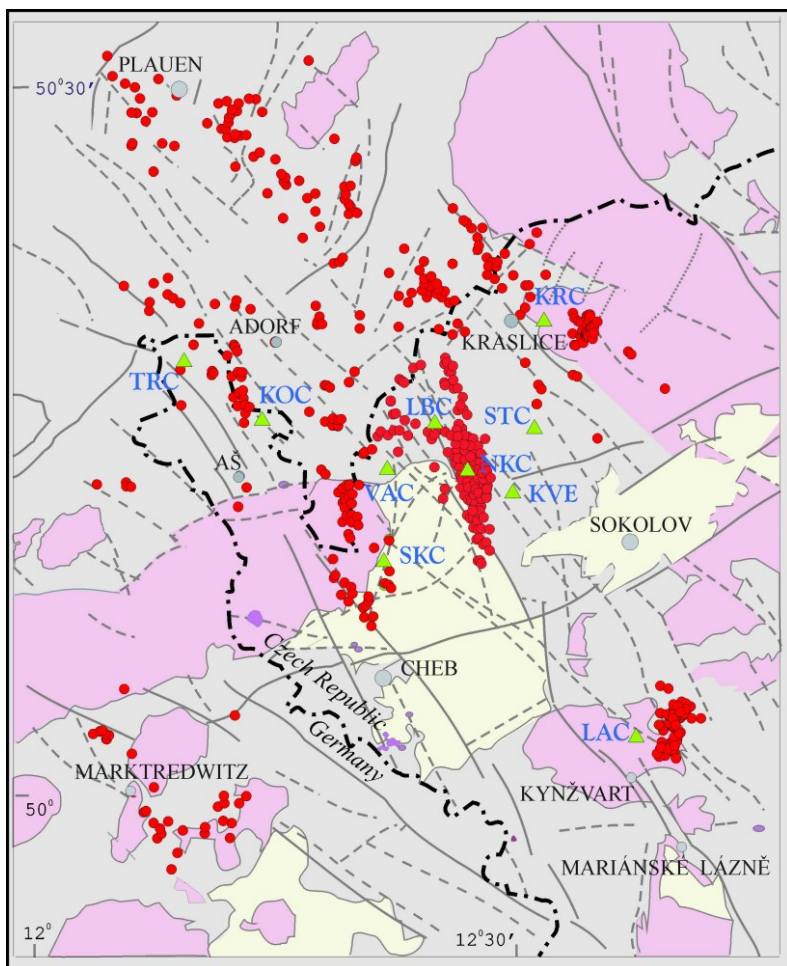 PLAUEN
50°30'
KRC
ADORF
KRASLICE
TRC
KOC
LBC
STC
AŠ
VAC
NKC
KVE
SOKOLOV
SKC
CHEB
Czech Republic
Germany
LAC
MARKTREDWITZ
KYNŽVART
50°
MARIÁNSKÉ LÁZNĚ
12°
12°30'